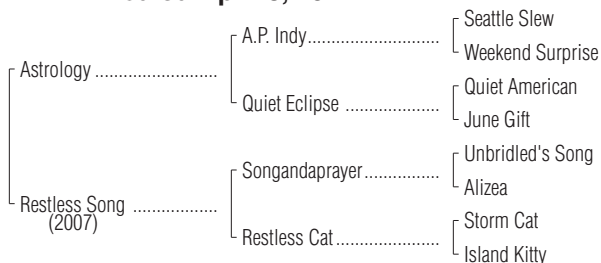 Seattle Slew
A.P. Indy
Weekend Surprise
Astrology
Quiet American
Quiet Eclipse
June Gift
Unbridled's Song
Songandaprayer
Alizea
Restless Song
(2007)
Storm Cat
Restless Cat
Island Kitty